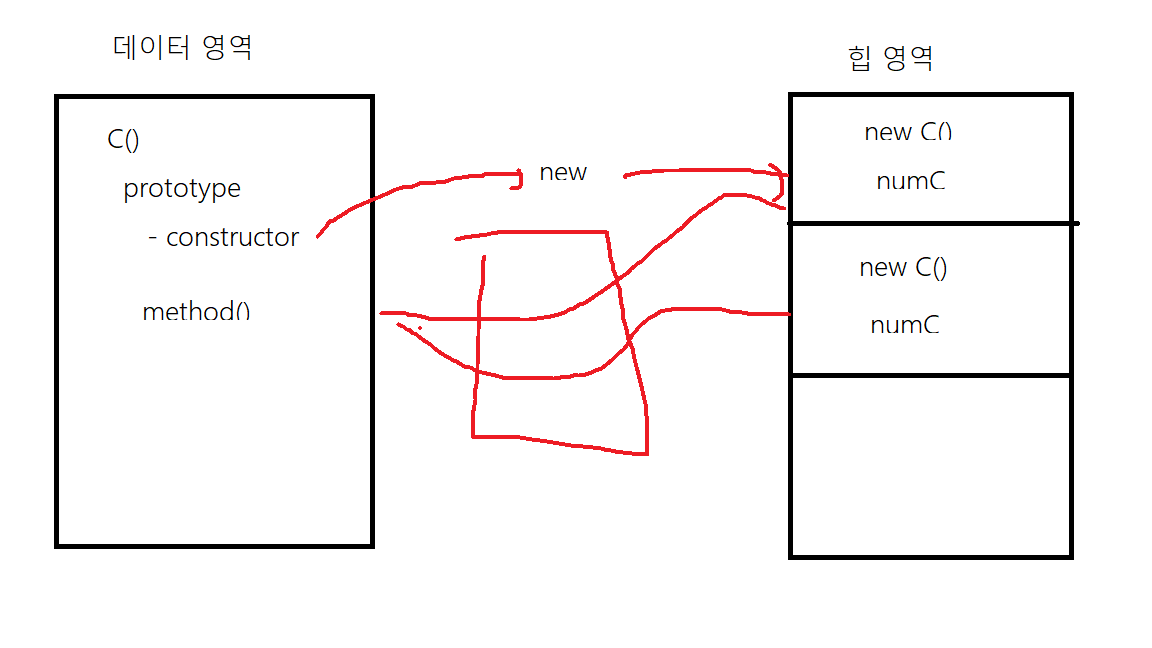 데이터 영역
C()
prototype
- constructor
method()
new
힙 영역
new C()
numC
new C()
numC